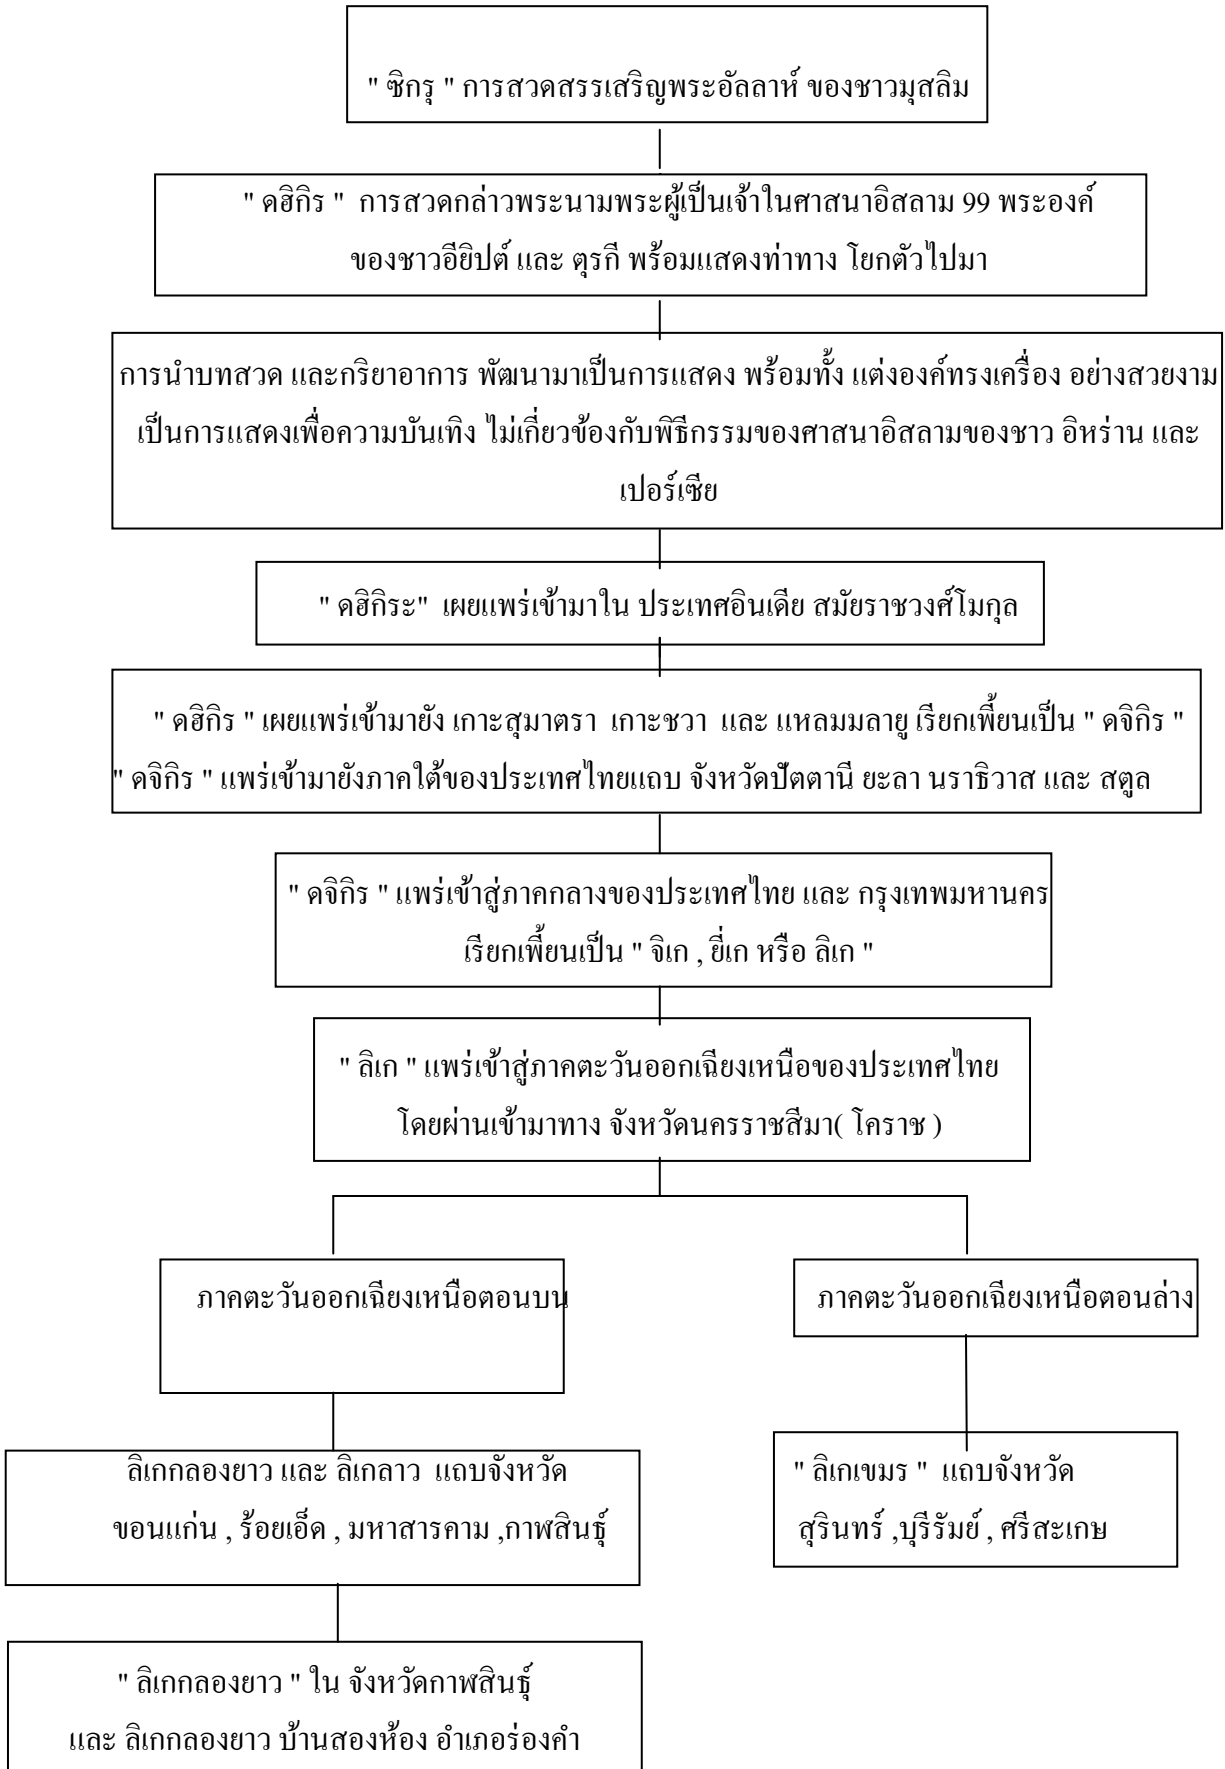 " ซิกรุ " การสวดสรรเสริญพระอัลลาห์ ของชาวมุสลิม
" ดฮิกิร " การสวดกล่าวพระนามพระผู้เป็นเจ้าในศาสนาอิสลาม 99 พระองค์
ของชาวอียิปต์ และ ตุรกี พร้อมแสดงท่าทาง โยกตัวไปมา
การนำบทสวด และกริยาอาการ พัฒนามาเป็นการแสดง พร้อมทั้ง แต่งองค์ทรงเครื่อง อย่างสวยงาม
เป็นการแสดงเพื่อความบันเทิง ไม่เกี่ยวข้องกับพิธีกรรมของศาสนาอิสลามของชาว อิหร่าน และ
เปอร์เซีย
" ดฮิกิระ" เผยแพร่เข้ามาใน ประเทศอินเดีย สมัยราชวงศ์โมกุล
" ดฮิกิร " เผยแพร่เข้ามายัง เกาะสุมาตรา เกาะชวา และ แหลมมลายู เรียกเพี้ยนเป็น " ดจิกิร "
" ดจิกิร " แพร่เข้ามายังภาคใต้ของประเทศไทยแถบ จังหวัดปัตตานี ยะลา นราธิวาส และ สตูล
" ดจิกิร " แพร่เข้าสู่ภาคกลางของประเทศไทย และ กรุงเทพมหานคร
เรียกเพี้ยนเป็น " จิเก , ยี่เก หรือ ลิเก "
" ลิเก " แพร่เข้าสู่ภาคตะวันออกเฉียงเหนือของประเทศไทย
โดยผ่านเข้ามาทาง จังหวัดนครราชสีมา( โคราช )
ภาคตะวันออกเฉียงเหนือตอนบน
ภาคตะวันออกเฉียงเหนือตอนล่าง
ลิเกกลองยาว และ ลิเกลาว แถบจังหวัด
ขอนแก่น , ร้อยเอ็ด , มหาสารคาม ,กาฬสินธุ์
" ลิเกเขมร " แถบจังหวัด
สุรินทร์ ,บุรีรัมย์ , ศรีสะเกษ
" ลิเกกลองยาว " ใน จังหวัดกาฬสินธุ์
และ ลิเกกลองยาว บ้านสองห้อง อำเภอร่องคำ